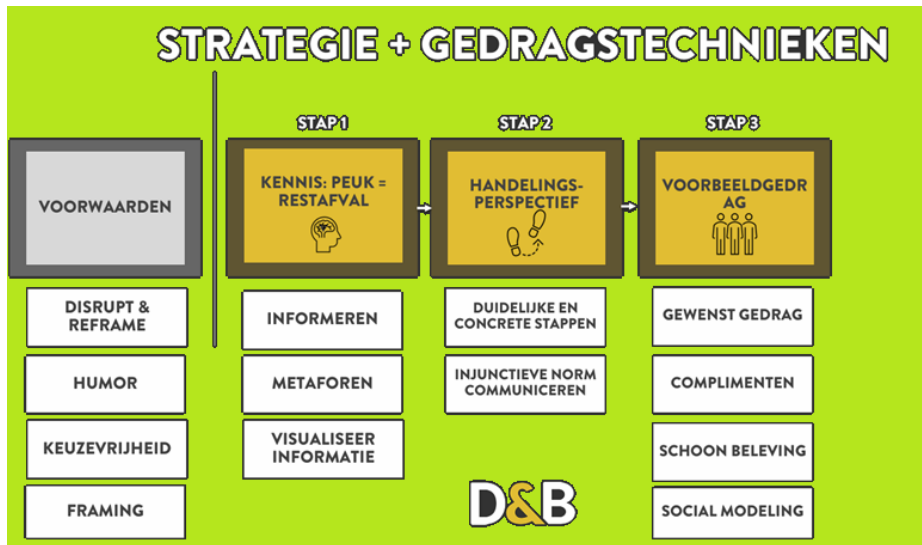 STRATEGIE + GEDRAGSTECHNIEKEN
VOORWAARDEN
DISRUPT &
REFRAME
HUMOR
KEUZEVRIJHEID
FRAMING
STAP 1
KENNIS: PEUK =
RESTAFVAL
INFORMEREN
METAFOREN
VISUALISEER
INFORMATIE
STAP 2
HANDELINGS-
PERSPECTIEF
DUIDELIJKE EN
CONCRETE STAPPEN
INJUNCTIEVE NORM
COMMUNICEREN
STAP 3
VOORBEELDGEDR
AG
GEWENST GEDRAG
COMPLIMENTEN
SCHOON BELEVING
SOCIAL MODELING
D&B